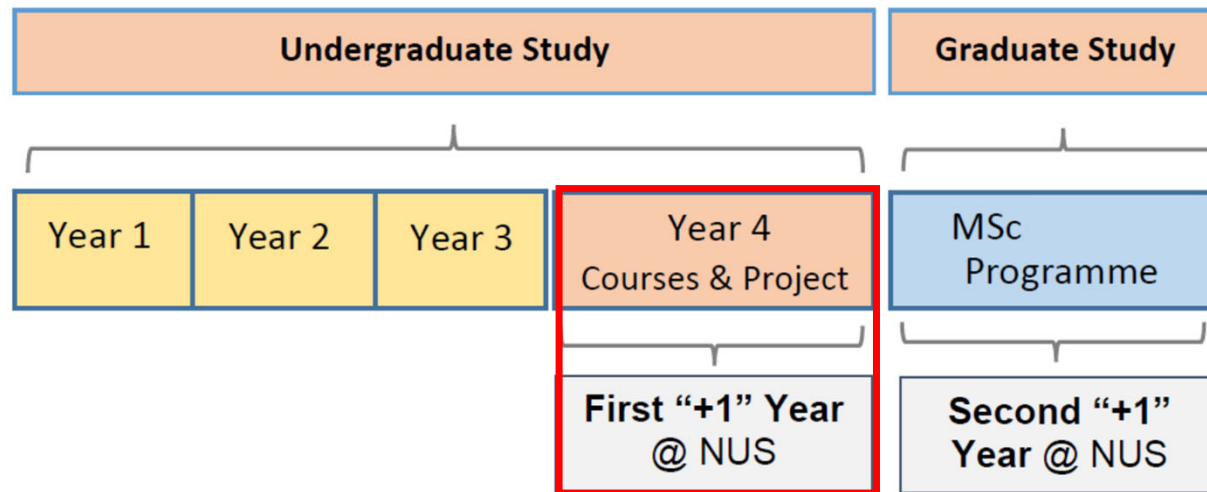 Undergraduate Study
Graduate Study
Year 1
Year 2
Year 3
Year 4
Courses & Project
MSc
Programme
First “+1” Year
@ NUS
Second “+1”
Year @ NUS